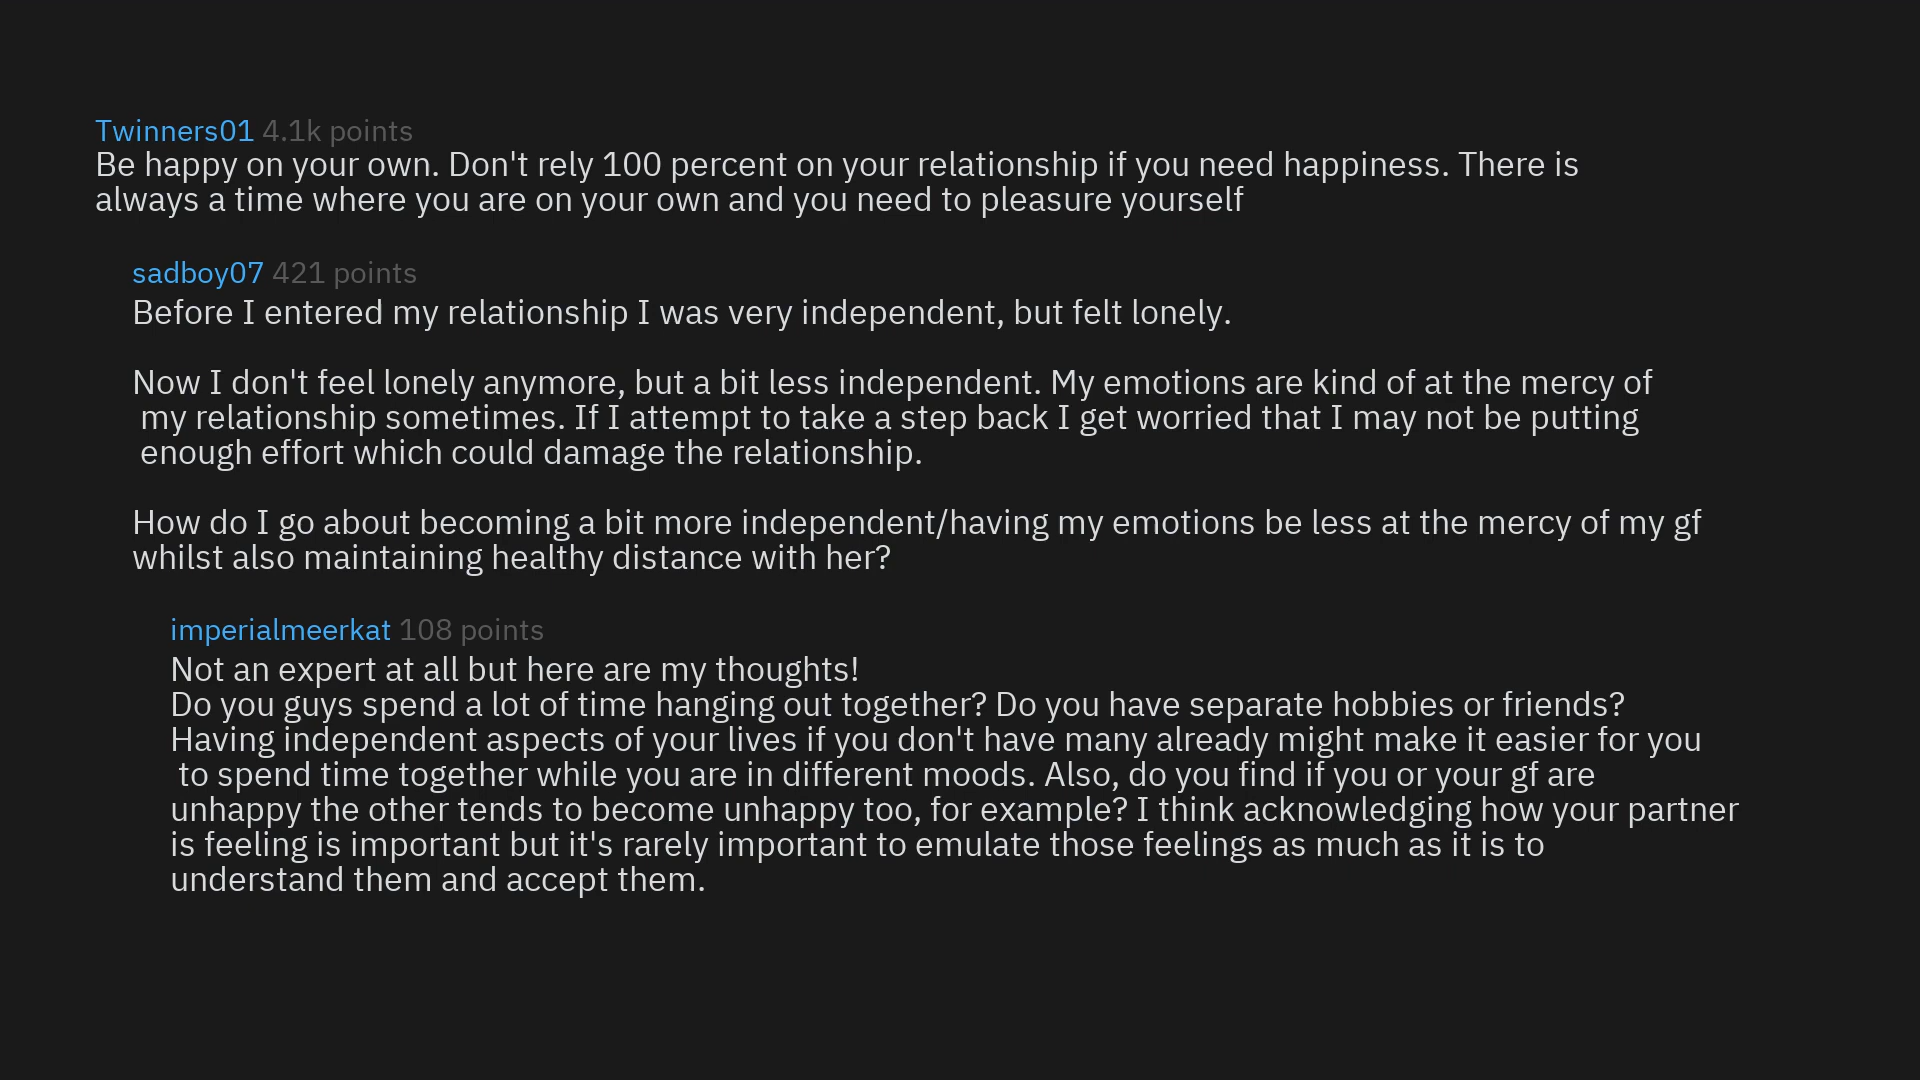 Twinners01 4.1k points
Be happy on your own. Don't rely 100 percent on your relationship if you need happiness. There is
always a time where you are on your own and you need to pleasure yourself
sadboy07 421 points
Before I entered my relationship I was very independent, but felt lonely.
Now I don't feel lonely anymore, but a bit less independent. My emotions are kind of at the mercy of
my relationship sometimes. If I attempt to take a step back I get worried that I may not be putting
enough effort which could damage the relationship.
How do I go about becoming a bit more independent/having my emotions be less at the mercy of my gf
whilst also maintaining healthy distance with her?
imperialmeerkat 108 points
Not an expert at all but here are my thoughts!
Do you guys spend a lot of time hanging out together? Do you have separate hobbies or friends?
Having independent aspects of your lives if you don't have many already might make it easier for you
to spend time together while you are in different moods. Also, do you find if you or your gf are
unhappy the other tends to become unhappy too, for example? I think acknowledging how your partner
is feeling is important but it's rarely important to emulate those feelings as much as it is to
understand them and accept them.